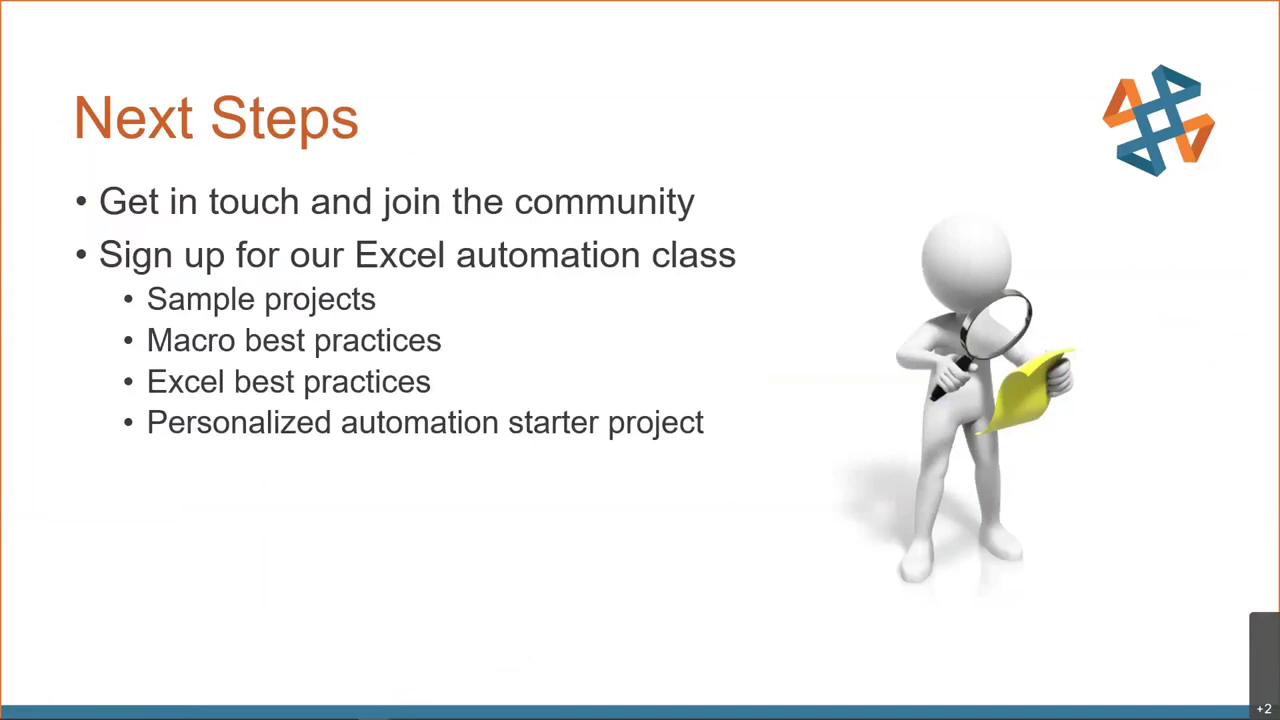 Next Steps
• Get in touch and join the community
• Sign up for our Excel automation class
• Sample projects
• Macro best practices
• Excel best practices
• Personalized automation starter project
+2